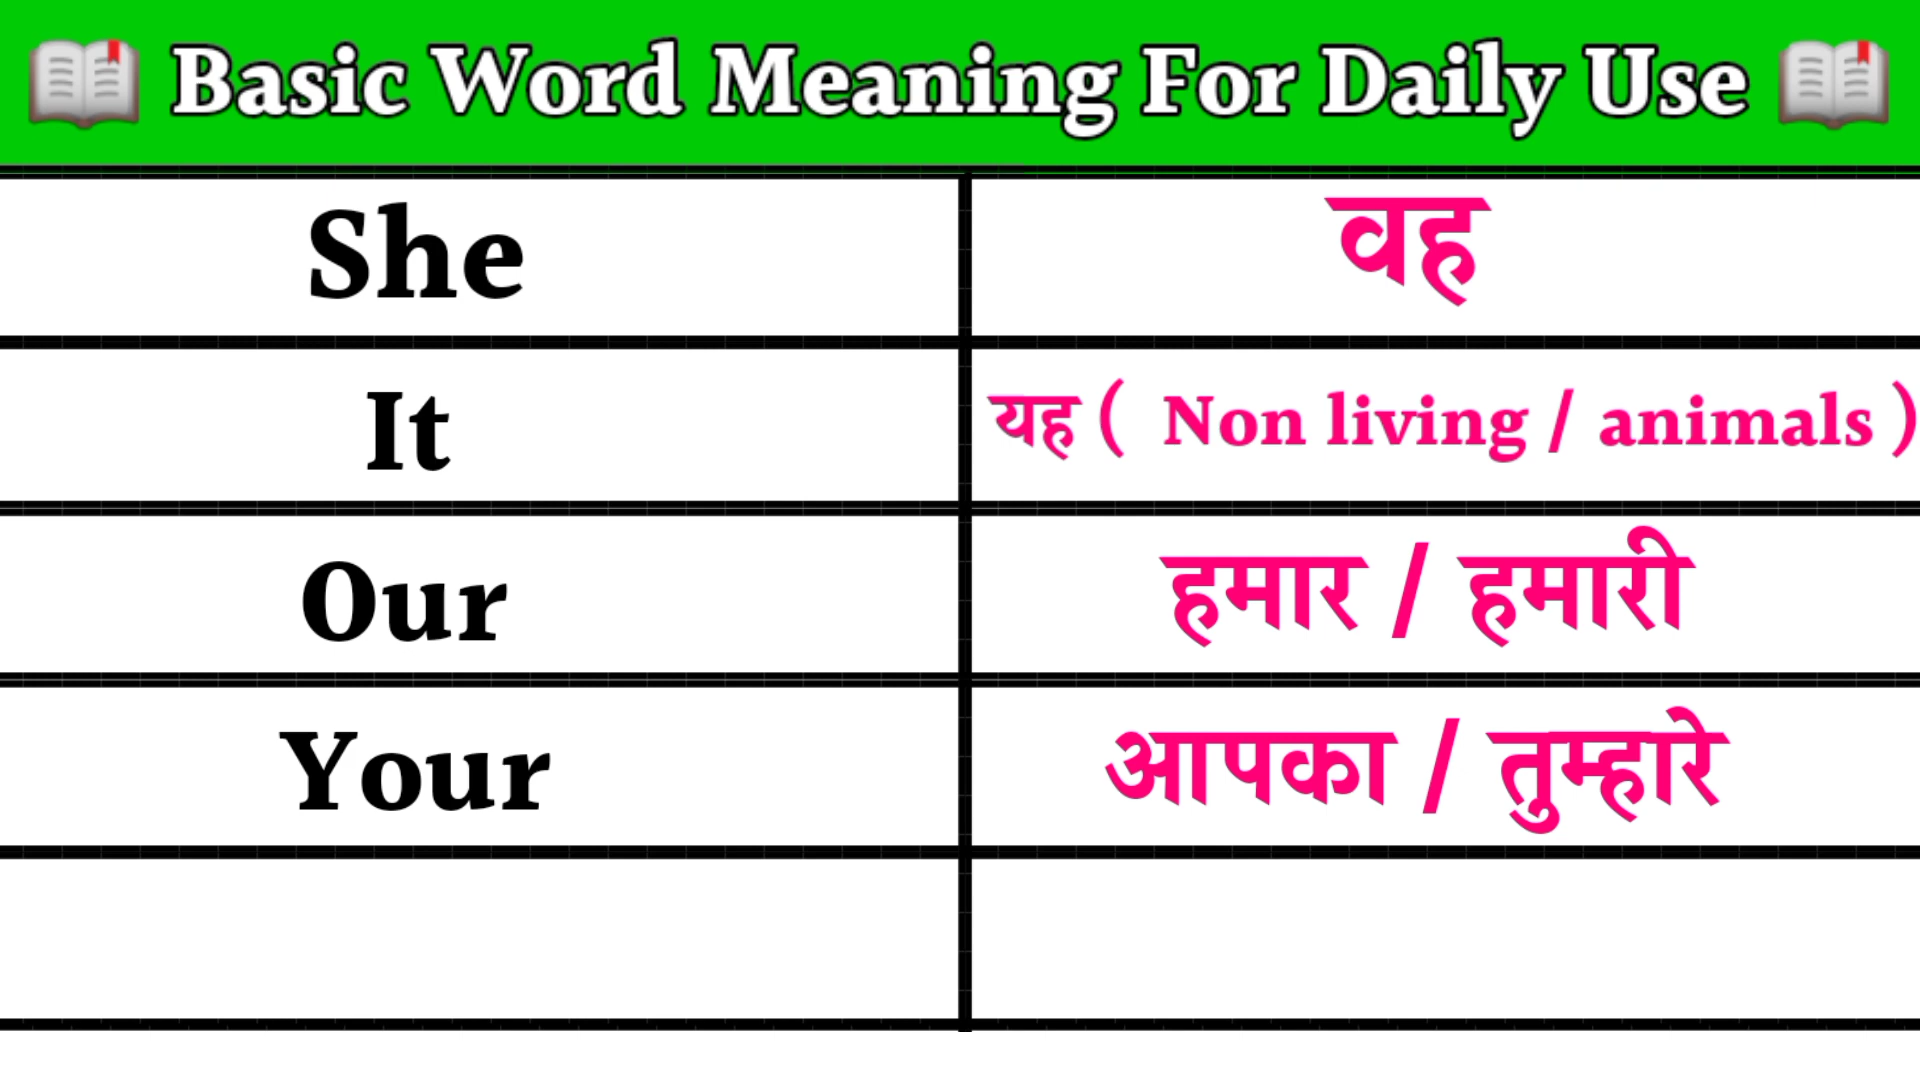 📖 Basic Word Meaning For Daily Use 📖
She वह
It यह ( Non living / animals )
Our हमार / हमारी
Your आपका / तुम्हारे